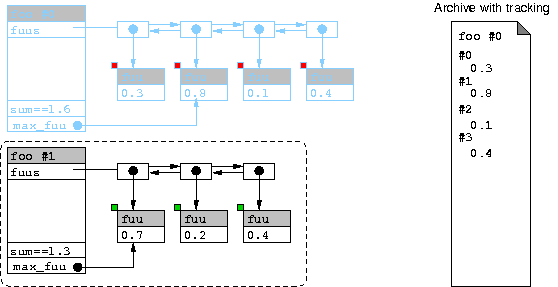 Archive with tracking
foo #0
fuus
fuu fuu fuu fuu
0.3 0.8 0.1 0.4
sum==1.6
max_fuu
foo #1
fuus
fuu fuu fuu
0.7 0.2 0.4
sum==1.3
max_fuu
foo #0
#0
0.3
#1
0.8
#2
0.1
#3
0.4